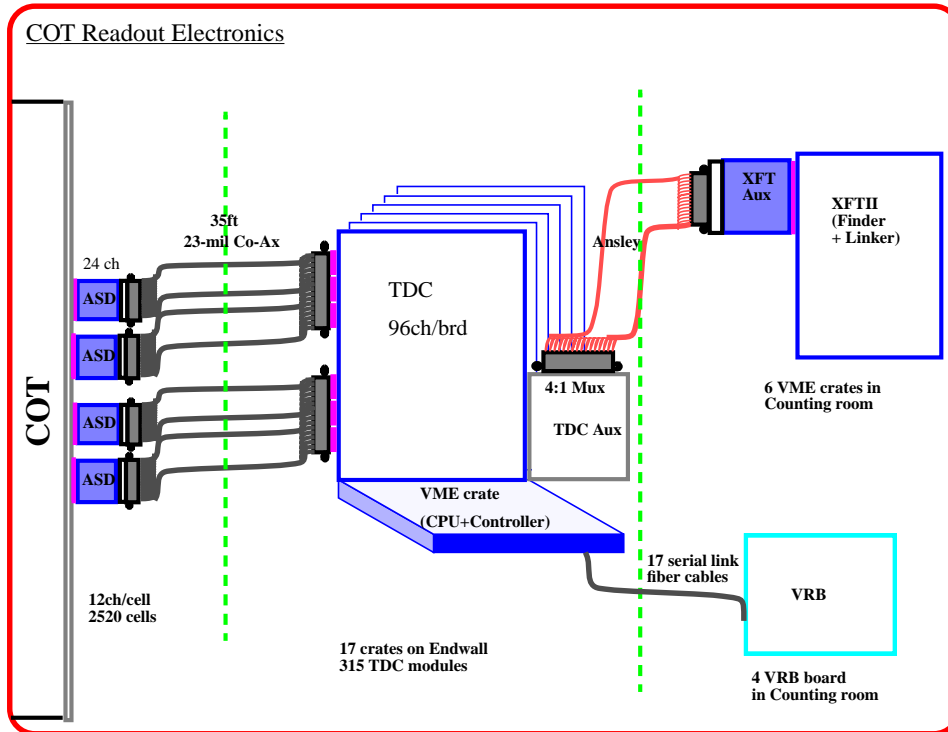 COT Readout Electronics
35ft
23-mil Co-Ax
24 ch
ASD
ASD
ASD
ASD
COT
12ch/cell
2520 cells
TDC
96ch/brd
Ansley
4:1 Mux
TDC Aux
VME crate
(CPU+Controller)
17 crates on Endwall
315 TDC modules
XFT
Aux
XFTII
(Finder
+ Linker)
6 VME crates in
Counting room
17 serial link
fiber cables
VRB
4 VRB board
in Counting room